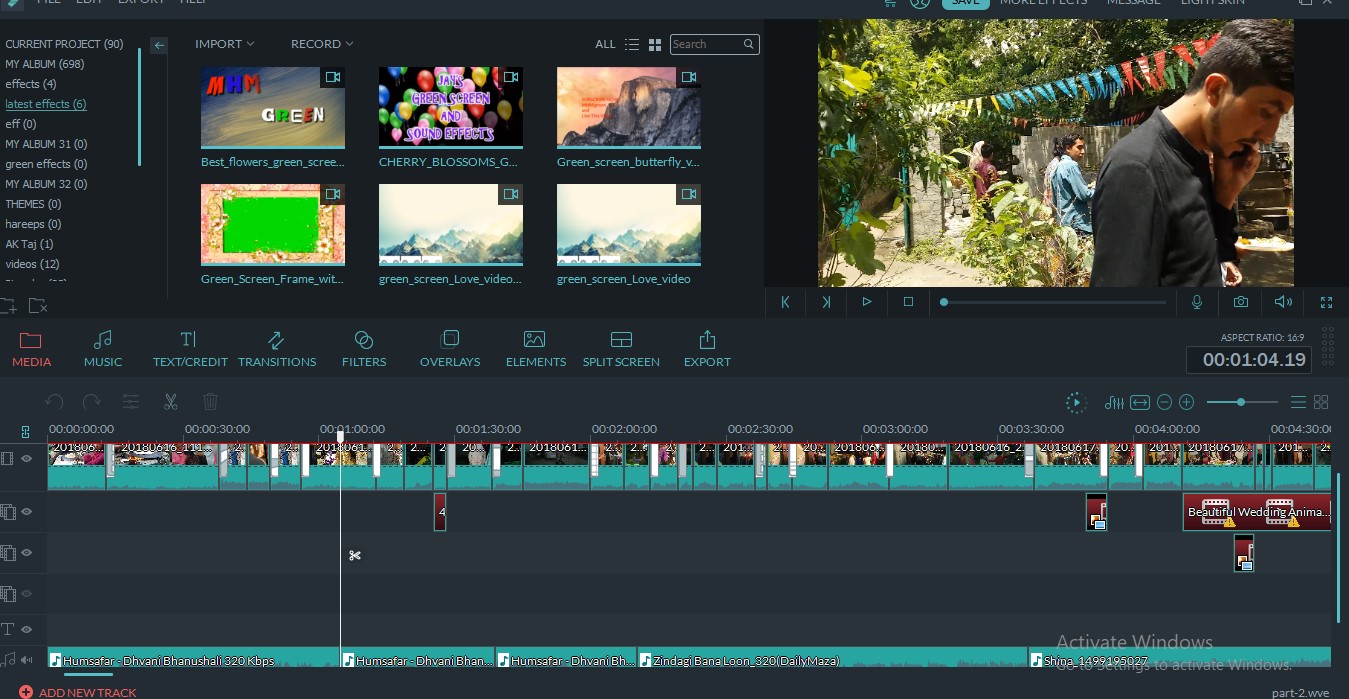 FILE EDIT EXPORT HELP
SAVE MORE EFFECTS MESSAGE LIGHT SKIN
CURRENT PROJECT (90)
MY ALBUM (698)
effects (4)
latest effects (6)
eff (0)
MY ALBUM 31 (0)
green effects (0)
MY ALBUM 32 (0)
THEMES (0)
hareeps (0)
AK Taj (1)
videos (12)
IMPORT RECORD ALL Search
MHM
GREEN
JAY'S
GREEN SCREEN
AND
SOUND EFFECTS
Best_flowers_green_scree... CHERRY_BLOSSOMS_G... Green_screen_butterfly_v...
Green_Screen_Frame_wit... green_screen_Love_video... green_screen_Love_video
MEDIA MUSIC TEXT/CREDIT TRANSITIONS FILTERS OVERLAYS ELEMENTS SPLIT SCREEN EXPORT
ASPECT RATIO: 16:9
00:01:04.19
00:00:00:00 00:00:30:00 00:01:00:00 00:01:30:00 00:02:00:00 00:02:30:00 00:03:00:00 00:03:30:00 00:04:00:00 00:04:30:0
4 Beautiful Wedding Anima...
T
Humsafar - Dhvani Bhanushali 320 Kbps Humsafar - Dhvani Bhan... Humsafar - Dhvani Bh... Zindagi Bana Loon_320(DailyMaza) Shina_1499195027
Activate Windows
Go to Settings to activate Windows.
ADD NEW TRACK part-2.wve